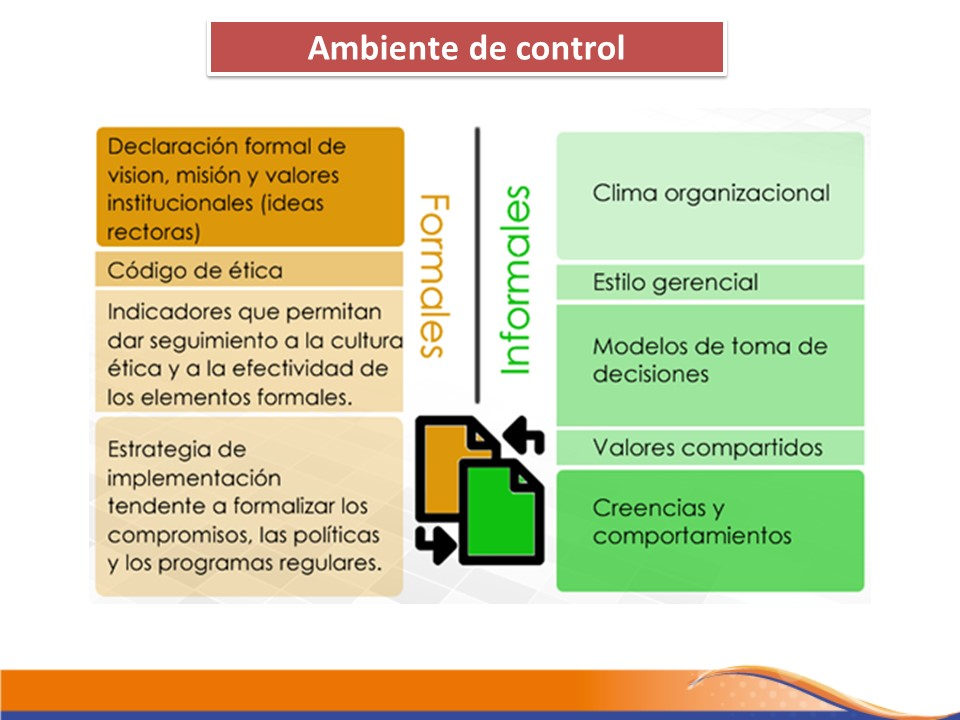 Ambiente de control
Declaración formal de
vision, misión y valores
institucionales (ideas
rectoras)
Código de ética
Indicadores que permitan
dar seguimiento a la cultura
ética y a la efectividad de
los elementos formales.
Estrategia de
implementación
tendente a formalizar los
compromisos, las políticas
y los programas regulares.
Formales
Informales
Clima organizacional
Estilo gerencial
Modelos de toma de
decisiones
Valores compartidos
Creencias y
comportamientos